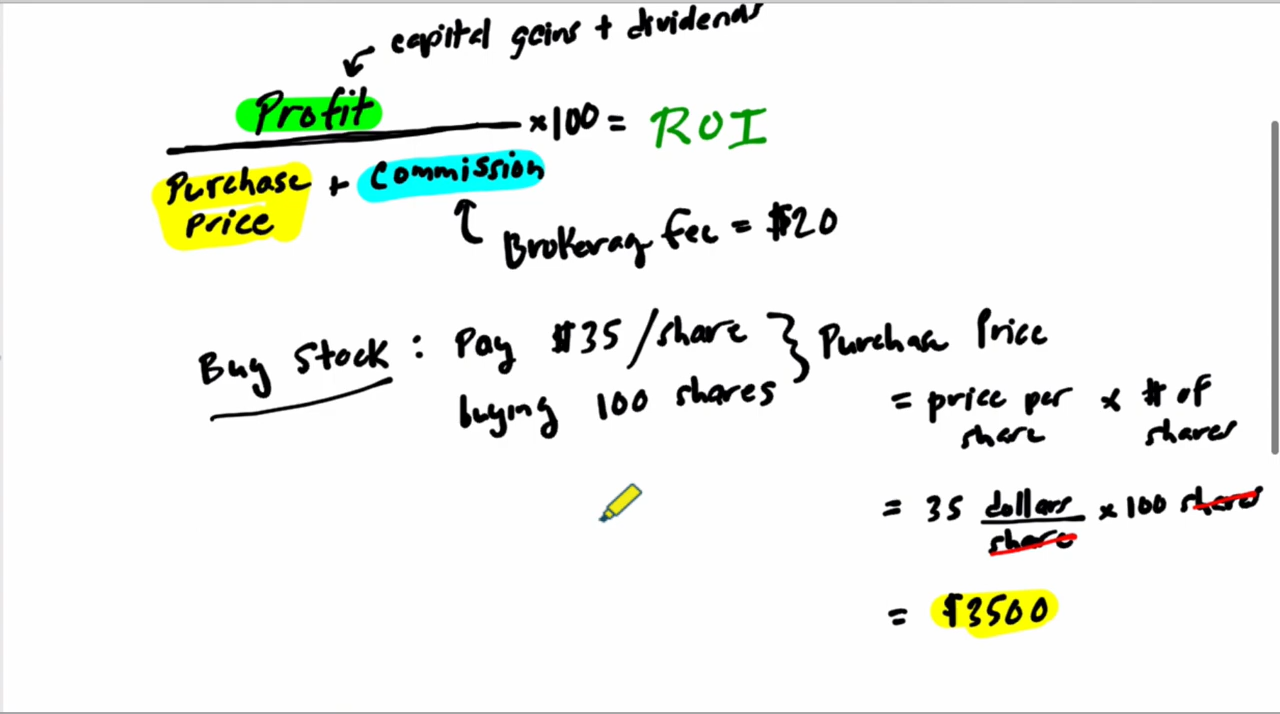 capital gains + dividends
Profit
×100 = ROI
Purchase Price + Commission
Brokerag fee = $20
Buy Stock : Pay $35/share } Purchase Price
buying 100 shares
= price per share × # of shares
= 35 dollars/share × 100 shares
= $3500